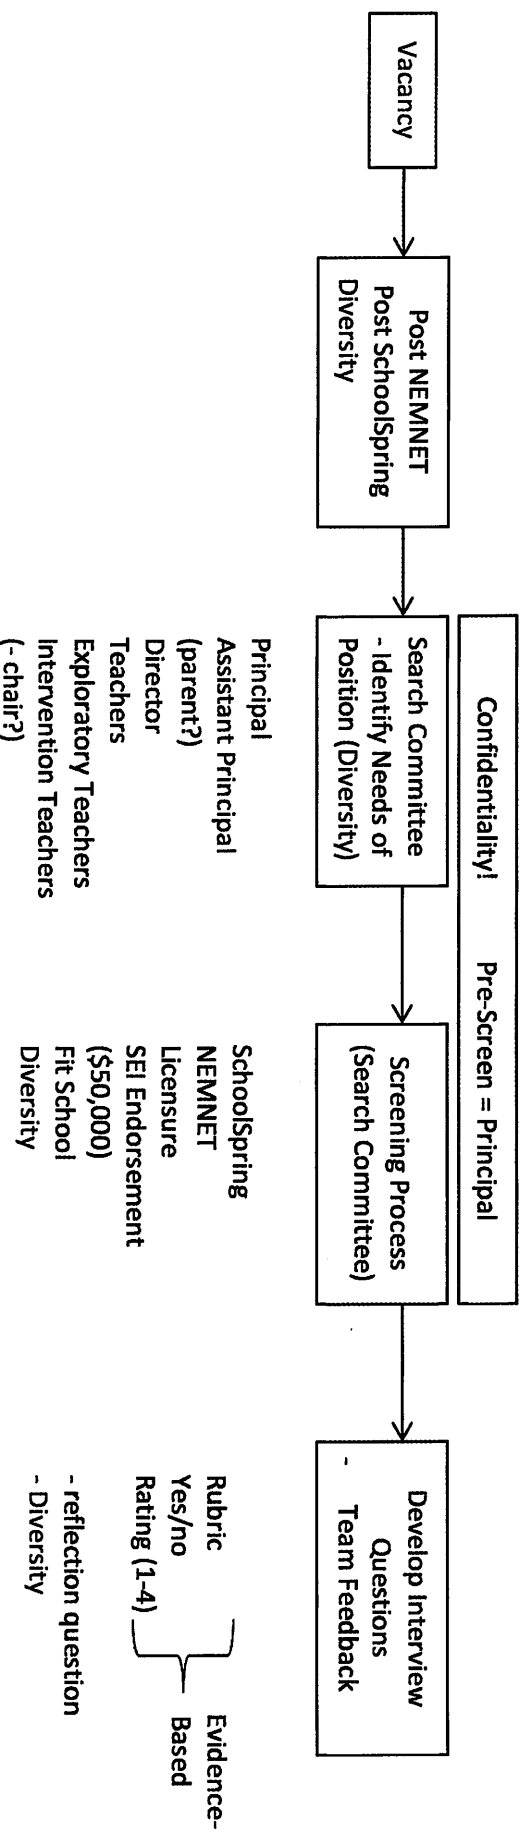 Confidentiality! Pre-Screen = Principal
Vacancy
Post NEMNET
Post SchoolSpring
Diversity
Search Committee
- Identify Needs of
Position (Diversity)
Screening Process
(Search Committee)
Develop Interview
Questions
- Team Feedback
Principal
Assistant Principal
(parent?)
Director
Teachers
Exploratory Teachers
Intervention Teachers
(- chair?)
SchoolSpring
NEMNET
Licensure
SEI Endorsement
($50,000)
Fit School
Diversity
Rubric
Yes/no
Rating (1-4)
Evidence-
Based
- reflection question
- Diversity